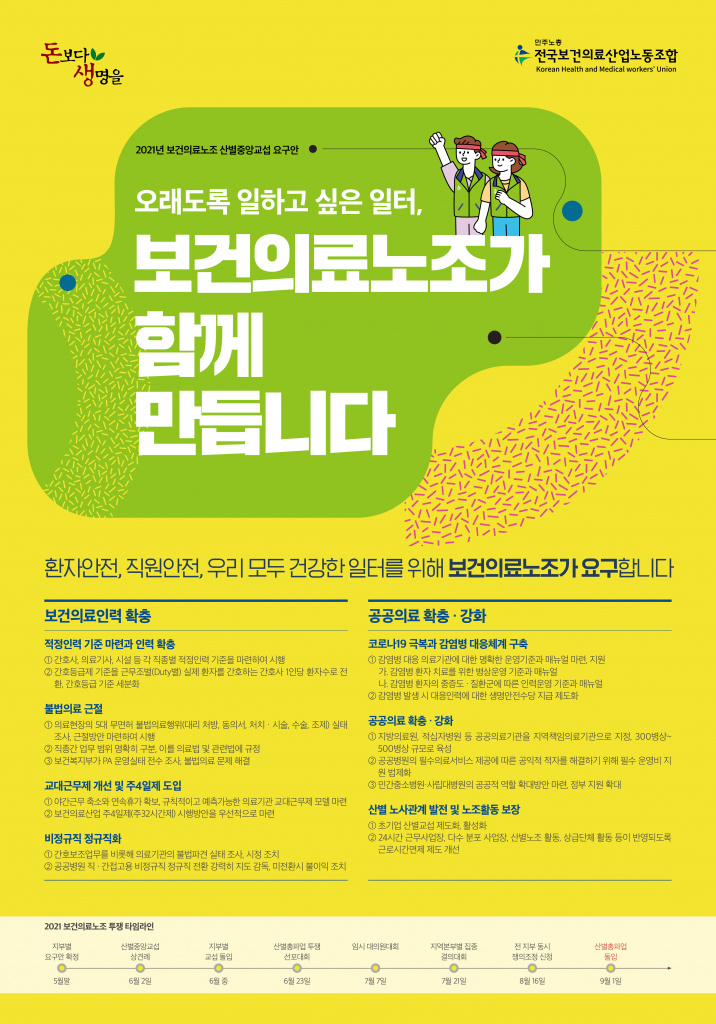 돈보다
생명을
민주노총
전국보건의료산업노동조합
Korean Health and Medical workers' Union
2021년 보건의료노조 산별중앙교섭 요구안
오래도록 일하고 싶은 일터,
보건의료노조가
함께
만듭니다
환자안전, 직원안전, 우리 모두 건강한 일터를 위해 보건의료노조가 요구합니다
보건의료인력 확충
적정인력 기준 마련과 인력 확충
① 간호사, 의료기사, 시설 등 각 직종별 적정인력 기준을 마련하여 시행
② 간호등급제 기준을 근무조별(Duty별) 실제 환자를 간호하는 간호사 1인당 환자수로 전
환, 간호등급 기준 세분화
불법의료 근절
① 의료현장의 5대 무면허 불법의료행위(대리 처방, 동의서, 처치·시술, 수술, 조제) 실태
조사, 근절방안 마련하여 시행
② 직종간 업무 범위 명확히 구분, 이를 의료법 및 관련법에 규정
③ 보건복지부가 PA 운영실태 전수 조사, 불법의료 문제 해결
교대근무제 개선 및 주4일제 도입
① 야간근무 축소와 연속휴가 확보, 규칙적이고 예측가능한 의료기관 교대근무제 모델 마련
② 보건의료산업 주4일제(주32시간제) 시행방안을 우선적으로 마련
비정규직 정규직화
① 간호보조업무를 비롯해 의료기관의 불법파견 실태 조사, 시정 조치
② 공공병원 직·간접고용 비정규직 정규직 전환 강력히 지도 감독, 미전환시 불이익 조치
공공의료 확충·강화
코로나19 극복과 감염병 대응체계 구축
① 감염병 대응 의료기관에 대한 명확한 운영기준과 매뉴얼 마련, 지원
가. 감염병 환자 치료를 위한 병상운영 기준과 매뉴얼
나. 감염병 환자의 중증도·질환군에 따른 인력운영 기준과 매뉴얼
② 감염병 발생 시 대응인력에 대한 생명안전수당 지급 제도화
공공의료 확충·강화
① 지방의료원, 적십자병원 등 공공의료기관을 지역책임의료기관으로 지정, 300병상~
500병상 규모로 육성
② 공공병원의 필수의료서비스 제공에 따른 공익적 적자를 해결하기 위해 필수 운영비 지
원 법제화
③ 민간중소병원·사립대병원의 공공적 역할 확대방안 마련, 정부 지원 확대
산별 노사관계 발전 및 노조활동 보장
① 초기업 산별교섭 제도화, 활성화
② 24시간 근무사업장, 다수 분포 사업장, 산별노조 활동, 상급단체 활동 등이 반영되도록
근로시간면제 제도 개선
2021 보건의료노조 투쟁 타임라인
지부별
요구안 확정
5월말
산별중앙교섭
상견례
6월 2일
지부별
교섭 돌입
6월 중
산별총파업 투쟁
선포대회
6월 23일
임시 대의원대회
7월 7일
지역본부별 집중
결의대회
7월 21일
전 지부 동시
쟁의조정 신청
8월 16일
산별총파업
돌입
9월 1일